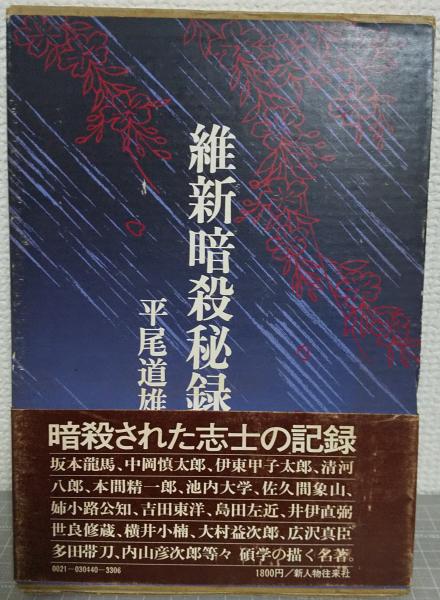 維新暗殺秘録
平尾道雄
暗殺された志士の記録
坂本龍馬、中岡慎太郎、伊東甲子太郎、清河
八郎、本間精一郎、池内大学、佐久間象山、
姉小路公知、吉田東洋、島田左近、井伊直弼
世良修蔵、横井小楠、大村益次郎、広沢真臣
多田帯刀、内山彦次郎等々 碩学の描く名著。
0021-030440-3306
1800円/新人物往来社